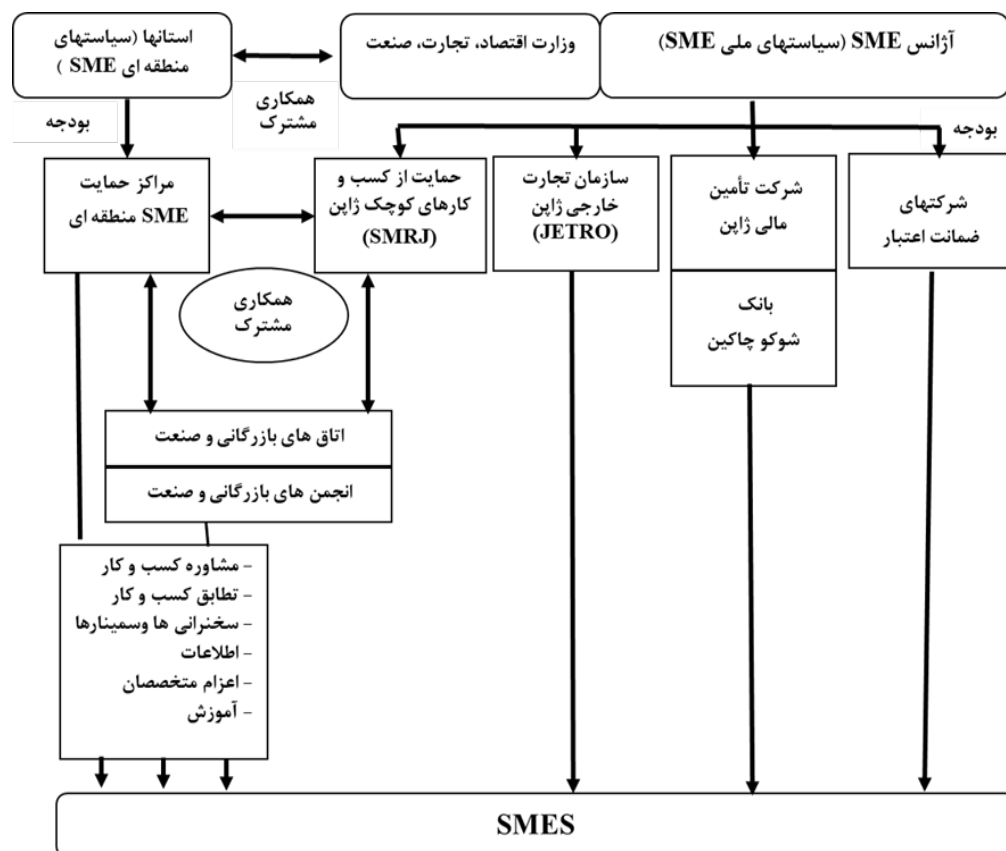 آژانس SME (سیاستهای ملی SME)
وزارت اقتصاد، تجارت، صنعت
استانها (سیاستهای
منطقه ای SME )
همکاری
مشترک
بودجه
بودجه
شرکتهای
ضمانت اعتبار
شرکت تأمین
مالی ژاپن
بانک
شوکو چاکین
سازمان تجارت
خارجی ژاپن
(JETRO)
حمایت از کسب و
کارهای کوچک ژاپن
(SMRJ)
مراکز حمایت
SME منطقه ای
همکاری
مشترک
اتاق های بازرگانی و صنعت
انجمن های بازرگانی و صنعت
- مشاوره کسب و کار
- تطابق کسب و کار
- سخنرانی ها وسمینارها
- اطلاعات
- اعزام متخصصان
- آموزش
SMES